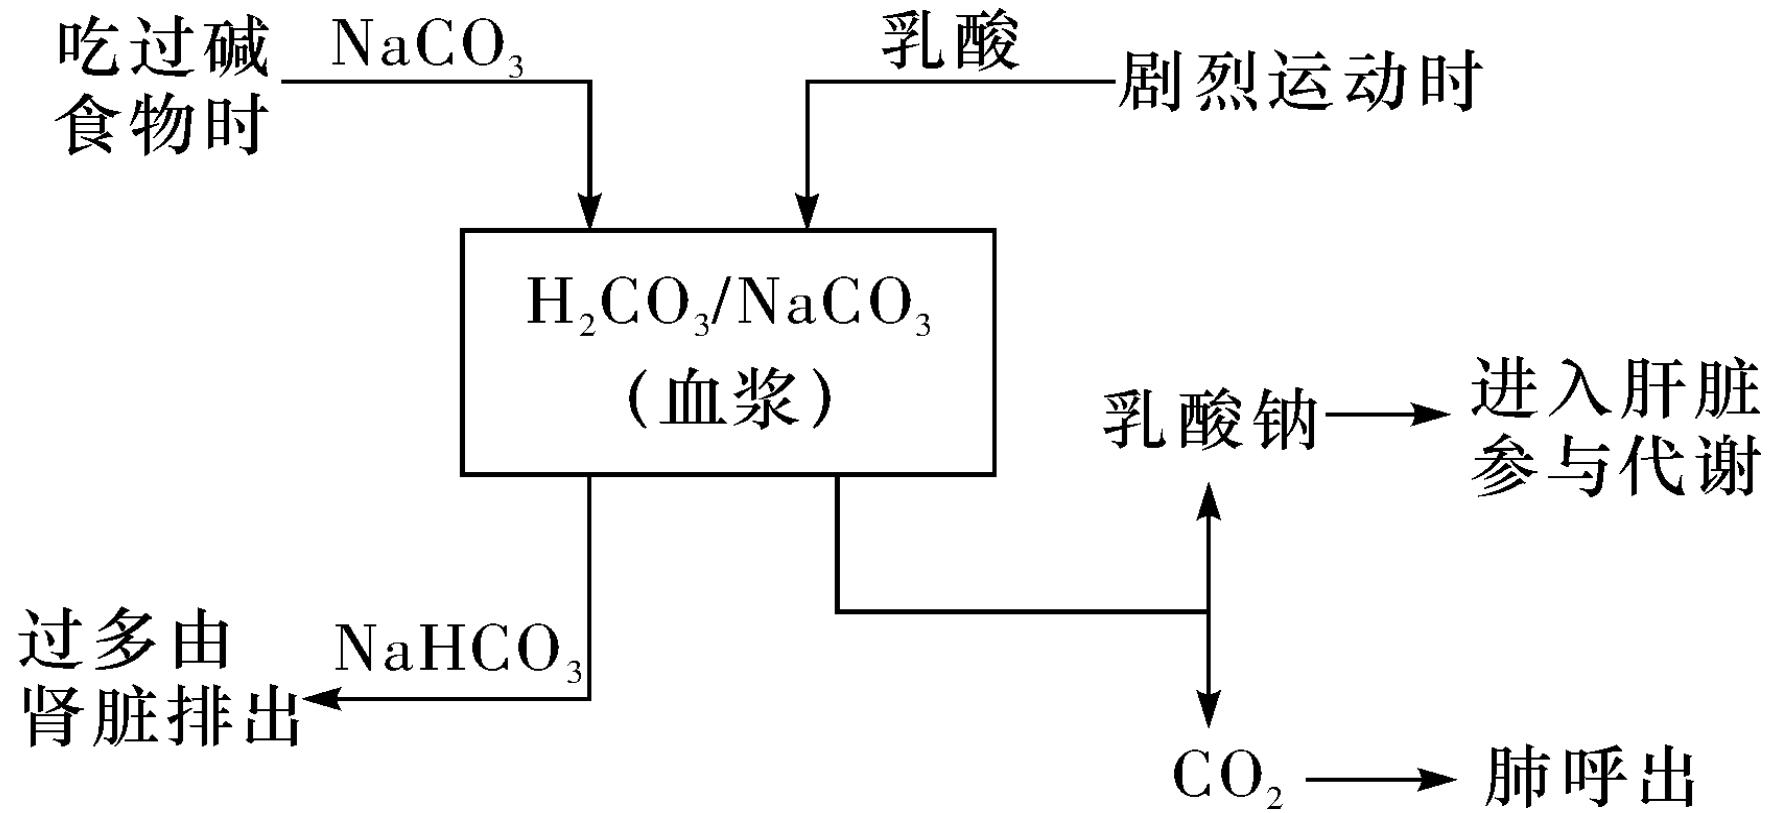 吃过碱
食物时
NaCO₃
乳酸
剧烈运动时
H₂CO₃/NaCO₃
(血浆)
乳酸钠
进入肝脏
参与代谢
过多由
肾脏排出
NaHCO₃
CO₂
肺呼出